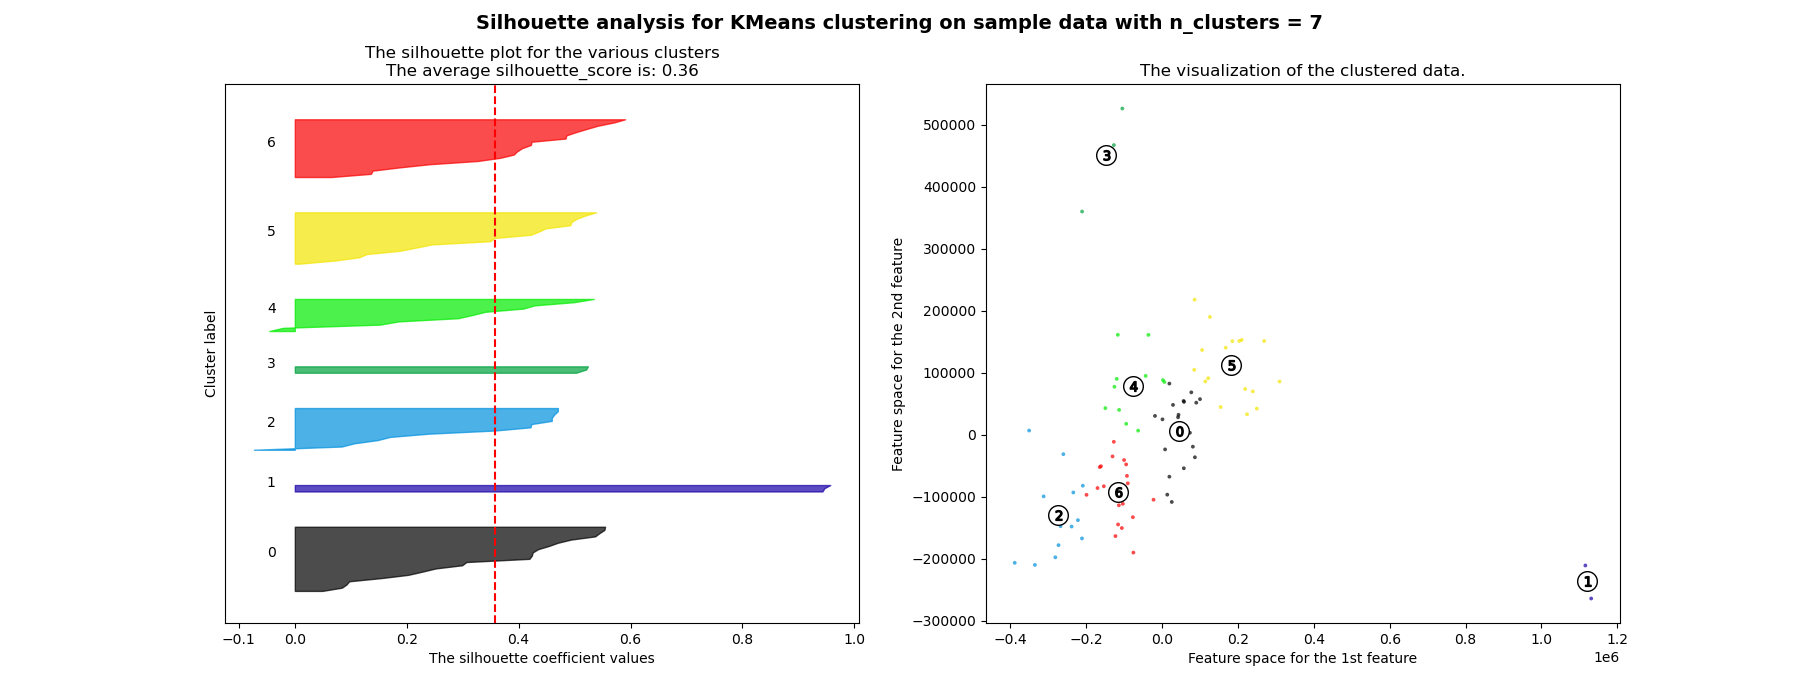 Silhouette analysis for KMeans clustering on sample data with n_clusters = 7
The silhouette plot for the various clusters
The average silhouette_score is: 0.36
6
5
4
3
2
1
0
Cluster label
−0.1 0.0 0.2 0.4 0.6 0.8 1.0
The silhouette coefficient values
The visualization of the clustered data.
500000
400000
300000
200000
100000
0
−100000
−200000
−300000
Feature space for the 2nd feature
3
5
4
0
6
2
1
−0.4 −0.2 0.0 0.2 0.4 0.6 0.8 1.0 1.2
1e6
Feature space for the 1st feature